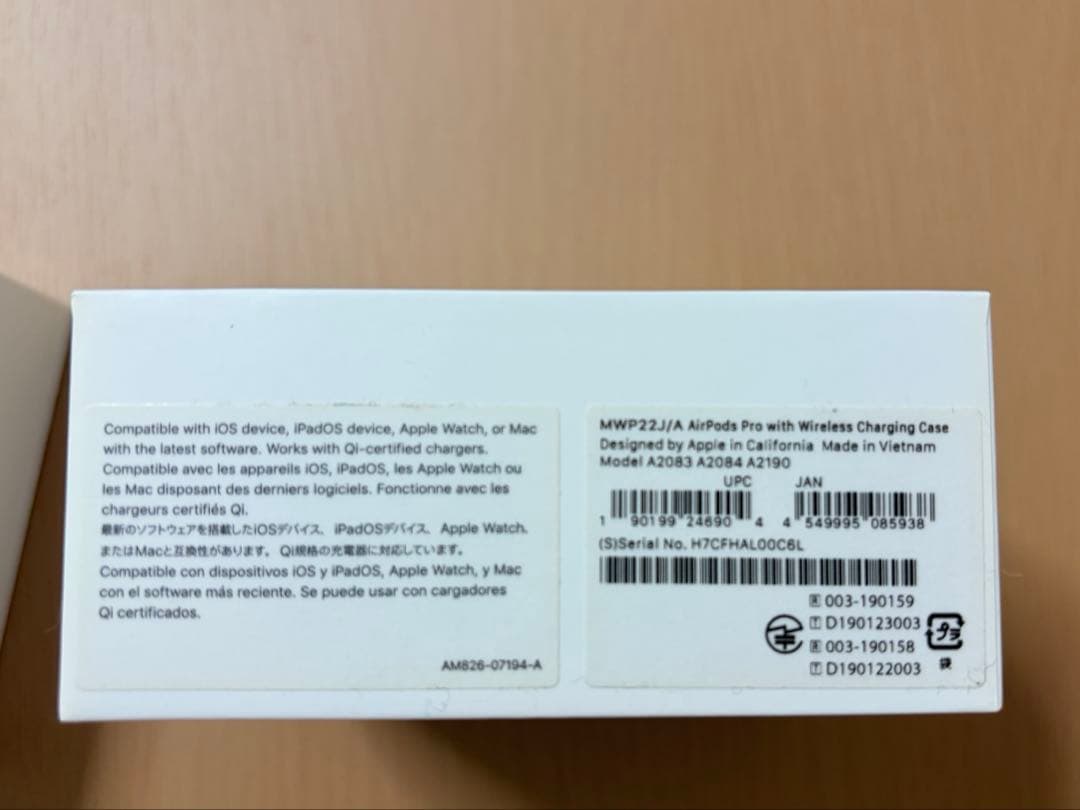 Compatible with iOS device, iPadOS device, Apple Watch, or Mac
with the latest software. Works with Qi-certified chargers.
Compatible avec les appareils iOS, iPadOS, les Apple Watch ou
les Mac disposant des derniers logiciels. Fonctionne avec les
chargeurs certifiés Qi.
最新のソフトウェアを搭載したiOSデバイス、iPadOSデバイス、Apple Watch、
またはMacと互換性があります。Qi規格の充電器に対応しています。
Compatible con dispositivos iOS y iPadOS, Apple Watch, y Mac
con el software más reciente. Se puede usar con cargadores
Qi certificados.
AM826-07194-A
MWP22J/A AirPods Pro with Wireless Charging Case
Designed by Apple in California Made in Vietnam
Model A2083 A2084 A2190
UPC JAN
1 90199 24690 4 4 549995 085938
(S)Serial No. H7CFHAL00C6L
R 003-190159
T D190123003
R 003-190158
T D190122003
プラ
袋